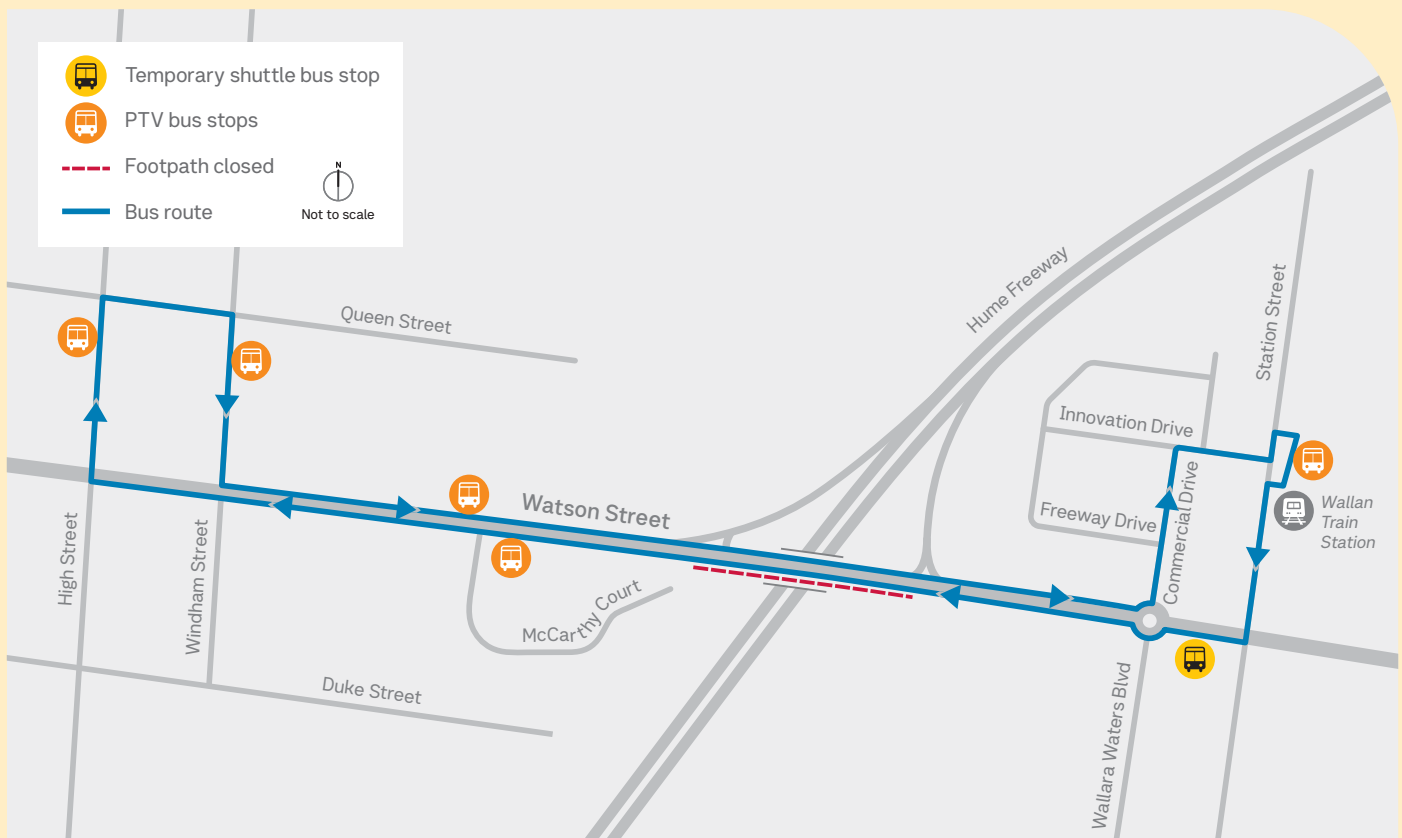 Temporary shuttle bus stop
PTV bus stops
Footpath closed
Bus route
N
Not to scale
Queen Street
Hume Freeway
Station Street
Innovation Drive
Freeway Drive
Commercial Drive
Wallan
Train
Station
Watson Street
High Street
Windham Street
McCarthy Court
Duke Street
Wallara Waters Blvd